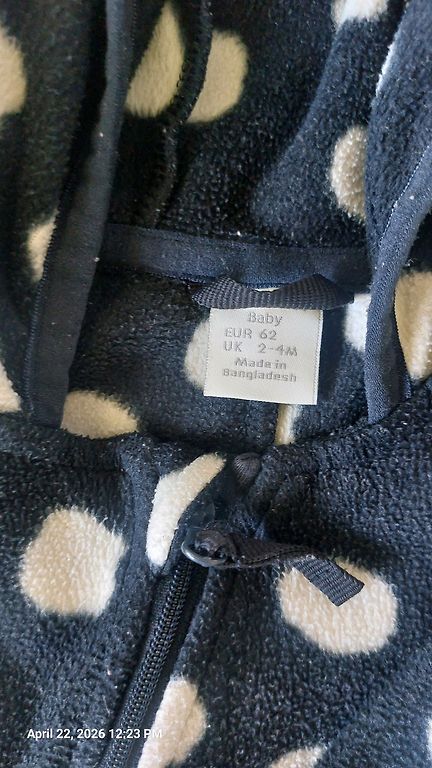 Baby
EUR 62
UK 2-4M
Made in
Bangladesh
April 22, 2026 12:23 PM